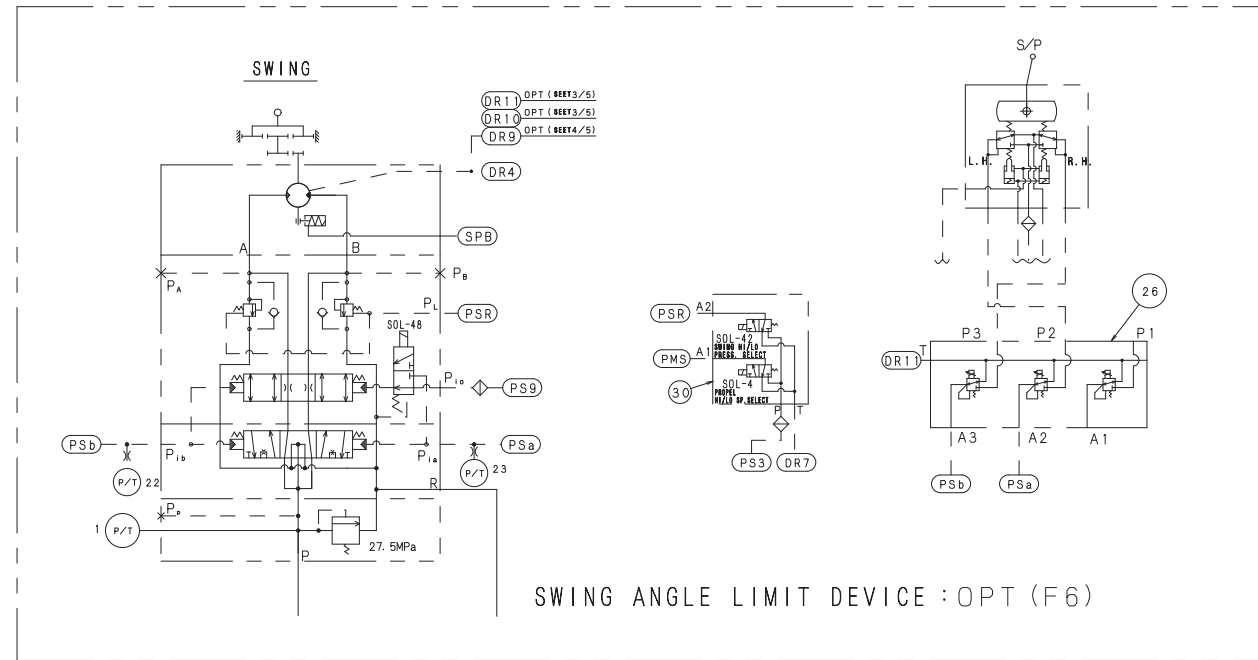 SWING
S/P
DR11 OPT (SEET3/5)
DR10 OPT (SEET3/5)
DR9 OPT (SEET4/5)
DR4
L.H.
R.H.
SPB
A
B
PA
PB
PL
PSR
SOL-48
PSR A2
SOL-42
SWING HI/LO
PRESS. SELECT
PMS A1
SOL-4
PROPEL
HI/LO SP.SELECT
30
P T
PS3
DR7
26
P3 P2 P1
DR11 T
A3 A2 A1
PSb
PSa
Pio
PS9
PSb
Pib
Pia
PSa
P/T 22
P/T 23
R
PP
1 P/T
27.5MPa
P
SWING ANGLE LIMIT DEVICE : OPT (F6)